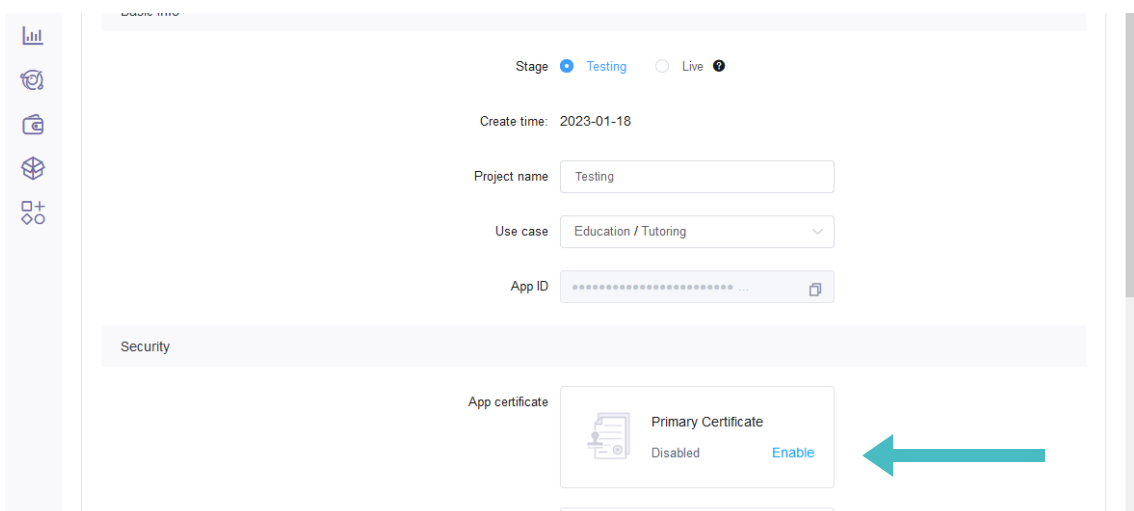 Stage Testing Live ?
Create time: 2023-01-18
Project name Testing
Use case Education / Tutoring
App ID •••••••••••••••••••••••• ...
Security
App certificate
Primary Certificate
Disabled Enable